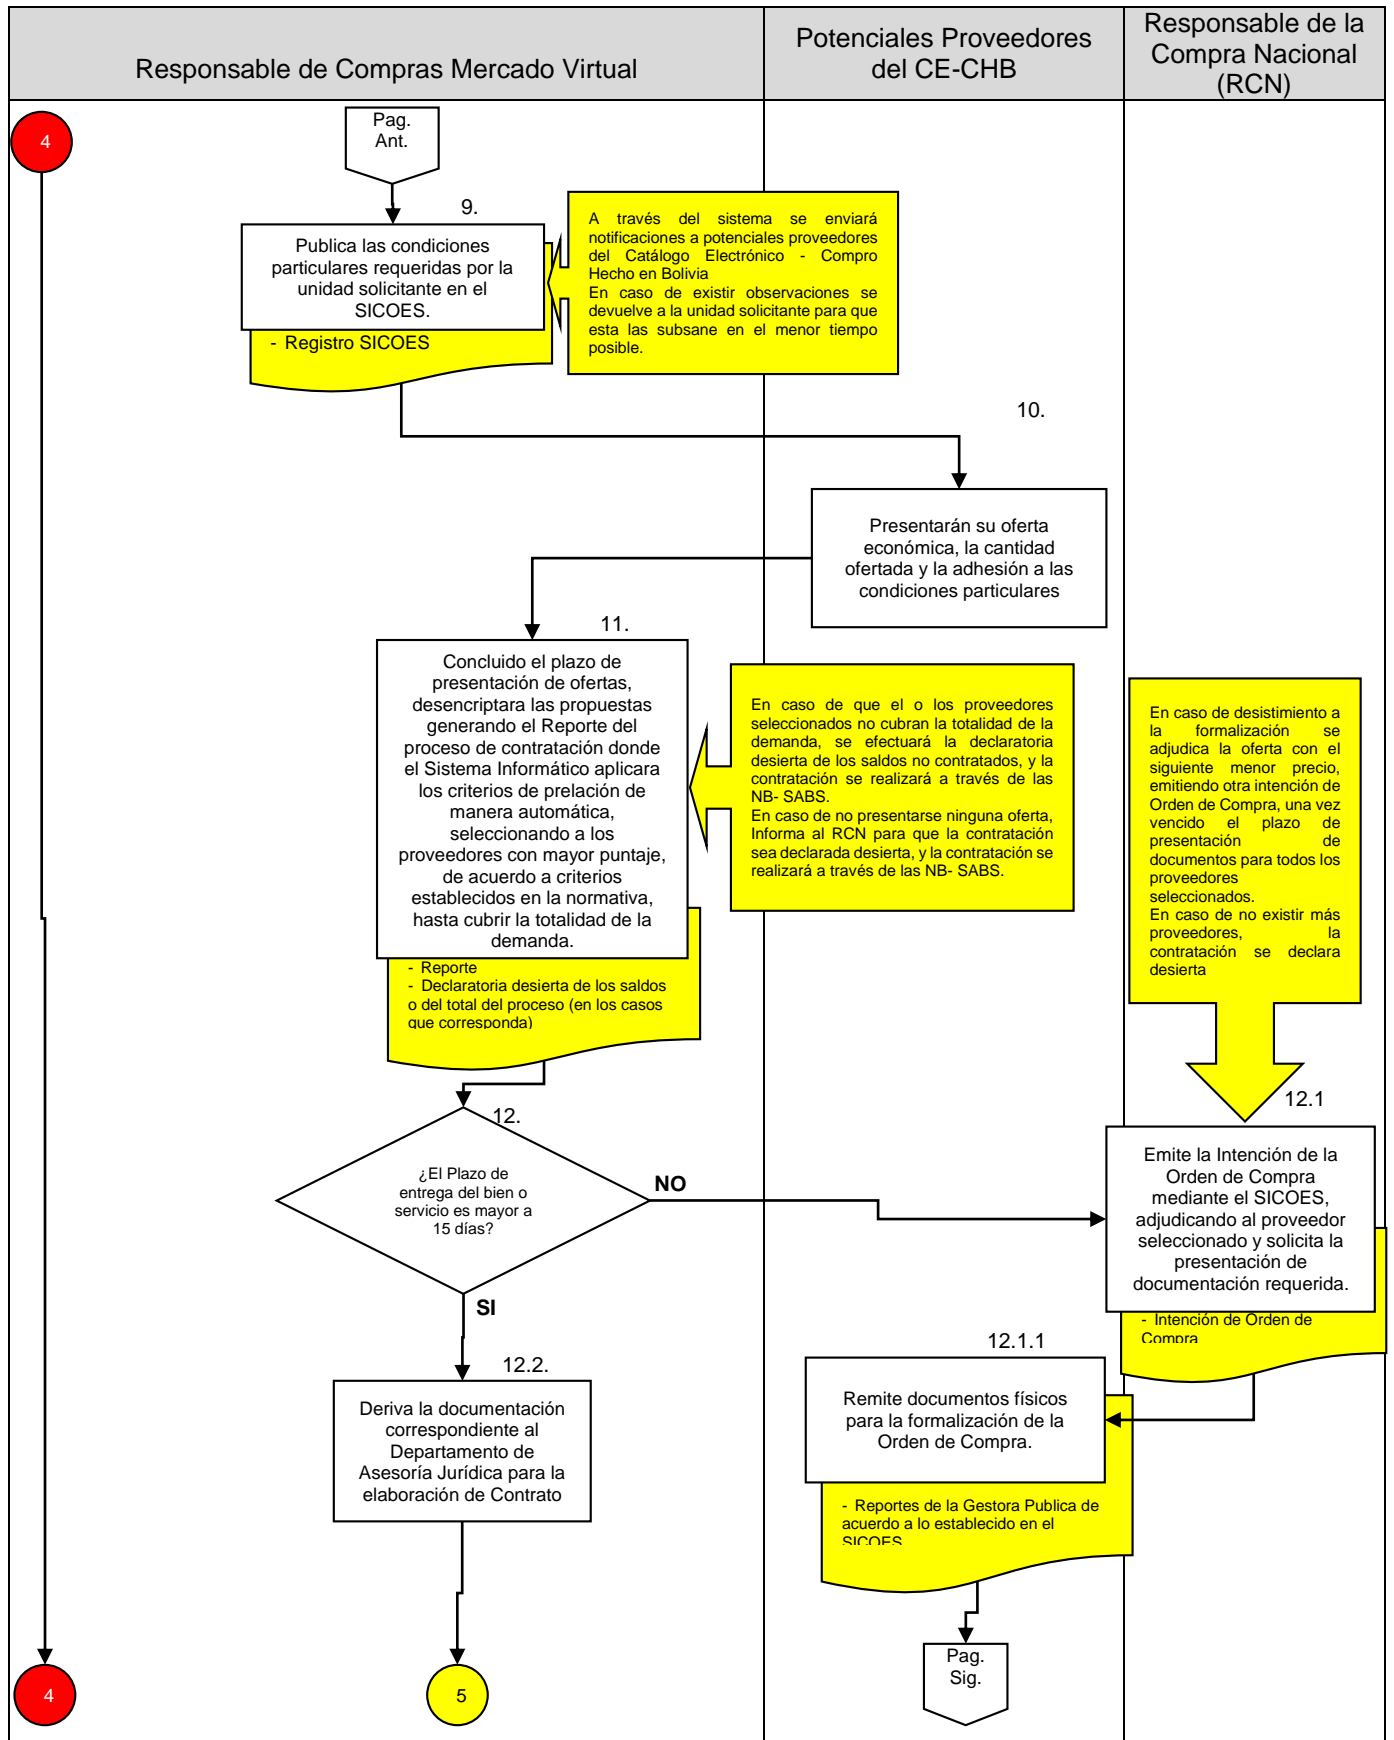 Responsable de Compras Mercado Virtual
Potenciales Proveedores
del CE-CHB
Responsable de la
Compra Nacional
(RCN)
4
Pag.
Ant.
9.
Publica las condiciones
particulares requeridas por la
unidad solicitante en el
SICOES.
- Registro SICOES
A través del sistema se enviará
notificaciones a potenciales proveedores
del Catálogo Electrónico - Compro
Hecho en Bolivia
En caso de existir observaciones se
devuelve a la unidad solicitante para que
esta las subsane en el menor tiempo
posible.
10.
Presentarán su oferta
económica, la cantidad
ofertada y la adhesión a las
condiciones particulares
11.
Concluido el plazo de
presentación de ofertas,
desencriptara las propuestas
generando el Reporte del
proceso de contratación donde
el Sistema Informático aplicara
los criterios de prelación de
manera automática,
seleccionando a los
proveedores con mayor puntaje,
de acuerdo a criterios
establecidos en la normativa,
hasta cubrir la totalidad de la
demanda.
- Reporte
- Declaratoria desierta de los saldos
o del total del proceso (en los casos
que corresponda)
En caso de que el o los proveedores
seleccionados no cubran la totalidad de la
demanda, se efectuará la declaratoria
desierta de los saldos no contratados, y la
contratación se realizará a través de las
NB- SABS.
En caso de no presentarse ninguna oferta,
Informa al RCN para que la contratación
sea declarada desierta, y la contratación se
realizará a través de las NB- SABS.
En caso de desistimiento a
la formalización se
adjudica la oferta con el
siguiente menor precio,
emitiendo otra intención de
Orden de Compra, una vez
vencido el plazo de
presentación de
documentos para todos los
proveedores
seleccionados.
En caso de no existir más
proveedores, la
contratación se declara
desierta
12.
¿El Plazo de
entrega del bien o
servicio es mayor a
15 días?
NO
SI
12.1
Emite la Intención de la
Orden de Compra
mediante el SICOES,
adjudicando al proveedor
seleccionado y solicita la
presentación de
documentación requerida.
- Intención de Orden de
Compra
12.1.1
Remite documentos físicos
para la formalización de la
Orden de Compra.
- Reportes de la Gestora Publica de
acuerdo a lo establecido en el
SICOES
12.2.
Deriva la documentación
correspondiente al
Departamento de
Asesoría Jurídica para la
elaboración de Contrato
Pag.
Sig.
4
5